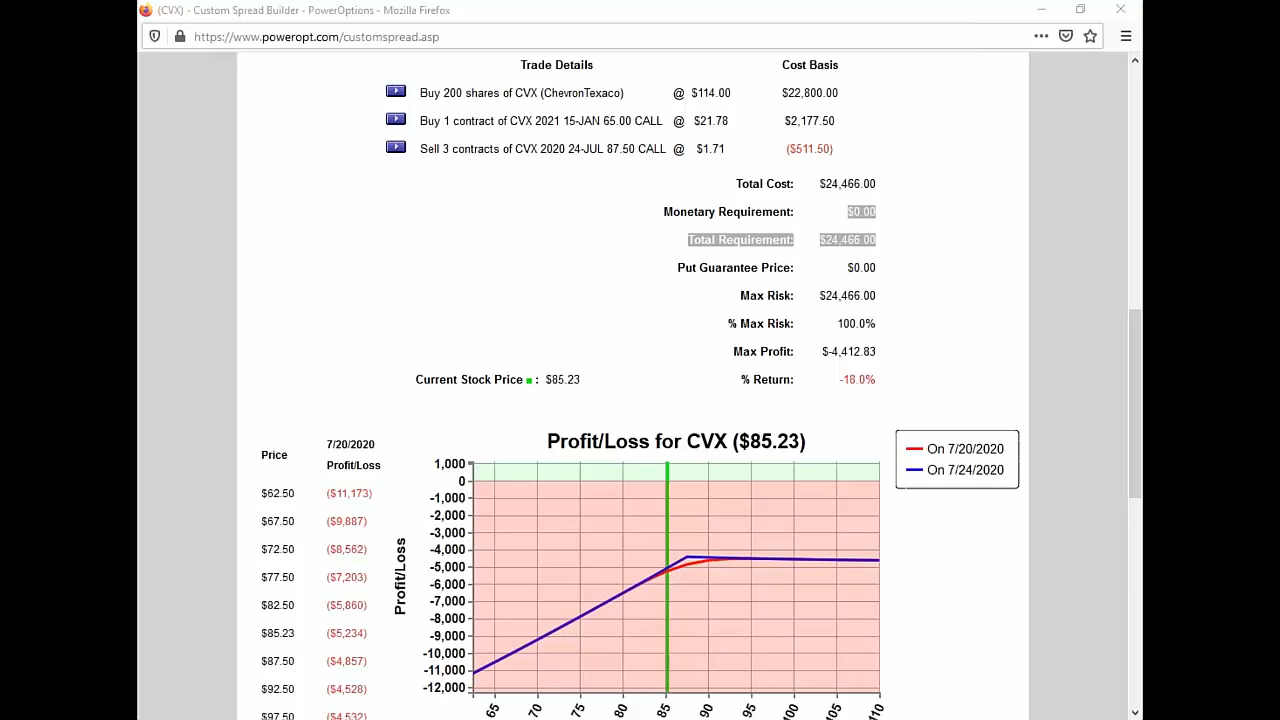 (CVX) - Custom Spread Builder - PowerOptions - Mozilla Firefox
https://www.poweropt.com/customspread.asp
Trade Details Cost Basis
Buy 200 shares of CVX (ChevronTexaco) @ $114.00 $22,800.00
Buy 1 contract of CVX 2021 15-JAN 65.00 CALL @ $21.78 $2,177.50
Sell 3 contracts of CVX 2020 24-JUL 87.50 CALL @ $1.71 ($511.50)
Total Cost: $24,466.00
Monetary Requirement: $0.00
Total Requirement: $24,466.00
Put Guarantee Price: $0.00
Max Risk: $24,466.00
% Max Risk: 100.0%
Max Profit: $-4,412.83
Current Stock Price : $85.23 % Return: -18.0%
Profit/Loss for CVX ($85.23)
On 7/20/2020
On 7/24/2020
7/20/2020
Price Profit/Loss
$62.50 ($11,173)
$67.50 ($9,887)
$72.50 ($8,562)
$77.50 ($7,203)
$82.50 ($5,860)
$85.23 ($5,234)
$87.50 ($4,857)
$92.50 ($4,528)
$97.50 ($4,532)
Profit/Loss
1,000
0
-1,000
-2,000
-3,000
-4,000
-5,000
-6,000
-7,000
-8,000
-9,000
-10,000
-11,000
-12,000
65 70 75 80 85 90 95 100 105 110